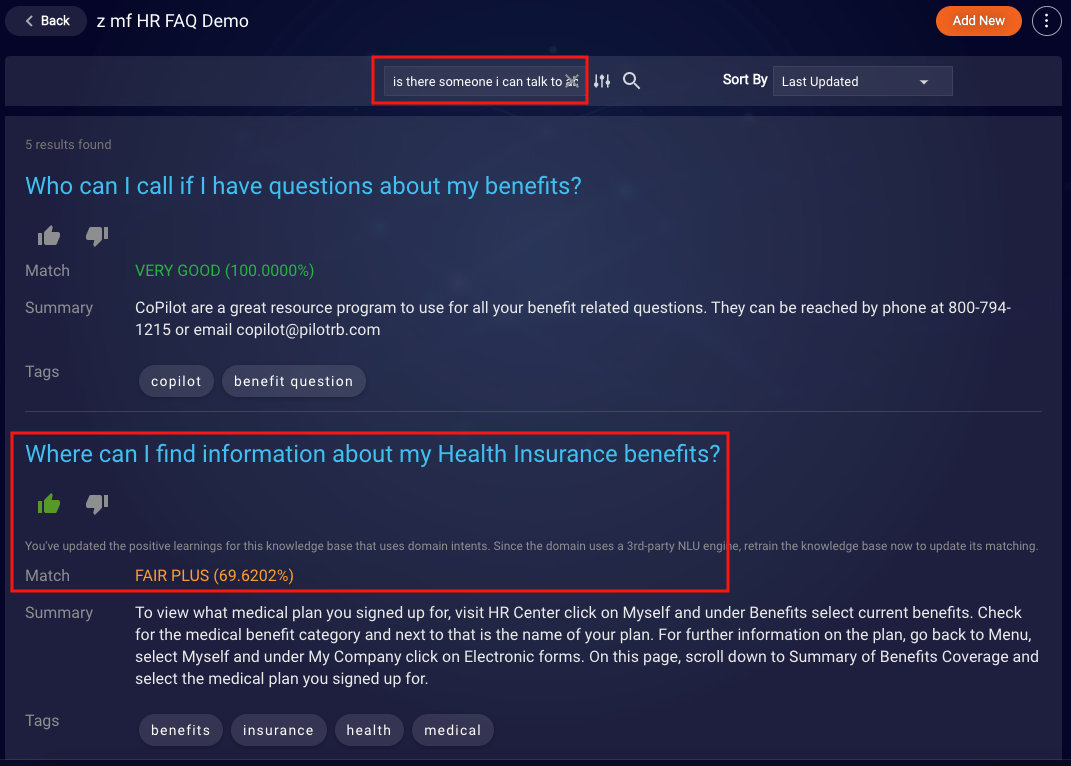 Back
z mf HR FAQ Demo
Add New
is there someone i can talk to
Sort By
Last Updated
5 results found
Who can I call if I have questions about my benefits?
Match
VERY GOOD (100.0000%)
Summary
CoPilot are a great resource program to use for all your benefit related questions. They can be reached by phone at 800-794-
1215 or email copilot@pilotrb.com
Tags
copilot
benefit question
Where can I find information about my Health Insurance benefits?
You've updated the positive learnings for this knowledge base that uses domain intents. Since the domain uses a 3rd-party NLU engine, retrain the knowledge base now to update its matching.
Match
FAIR PLUS (69.6202%)
Summary
To view what medical plan you signed up for, visit HR Center click on Myself and under Benefits select current benefits. Check
for the medical benefit category and next to that is the name of your plan. For further information on the plan, go back to Menu,
select Myself and under My Company click on Electronic forms. On this page, scroll down to Summary of Benefits Coverage and
select the medical plan you signed up for.
Tags
benefits
insurance
health
medical